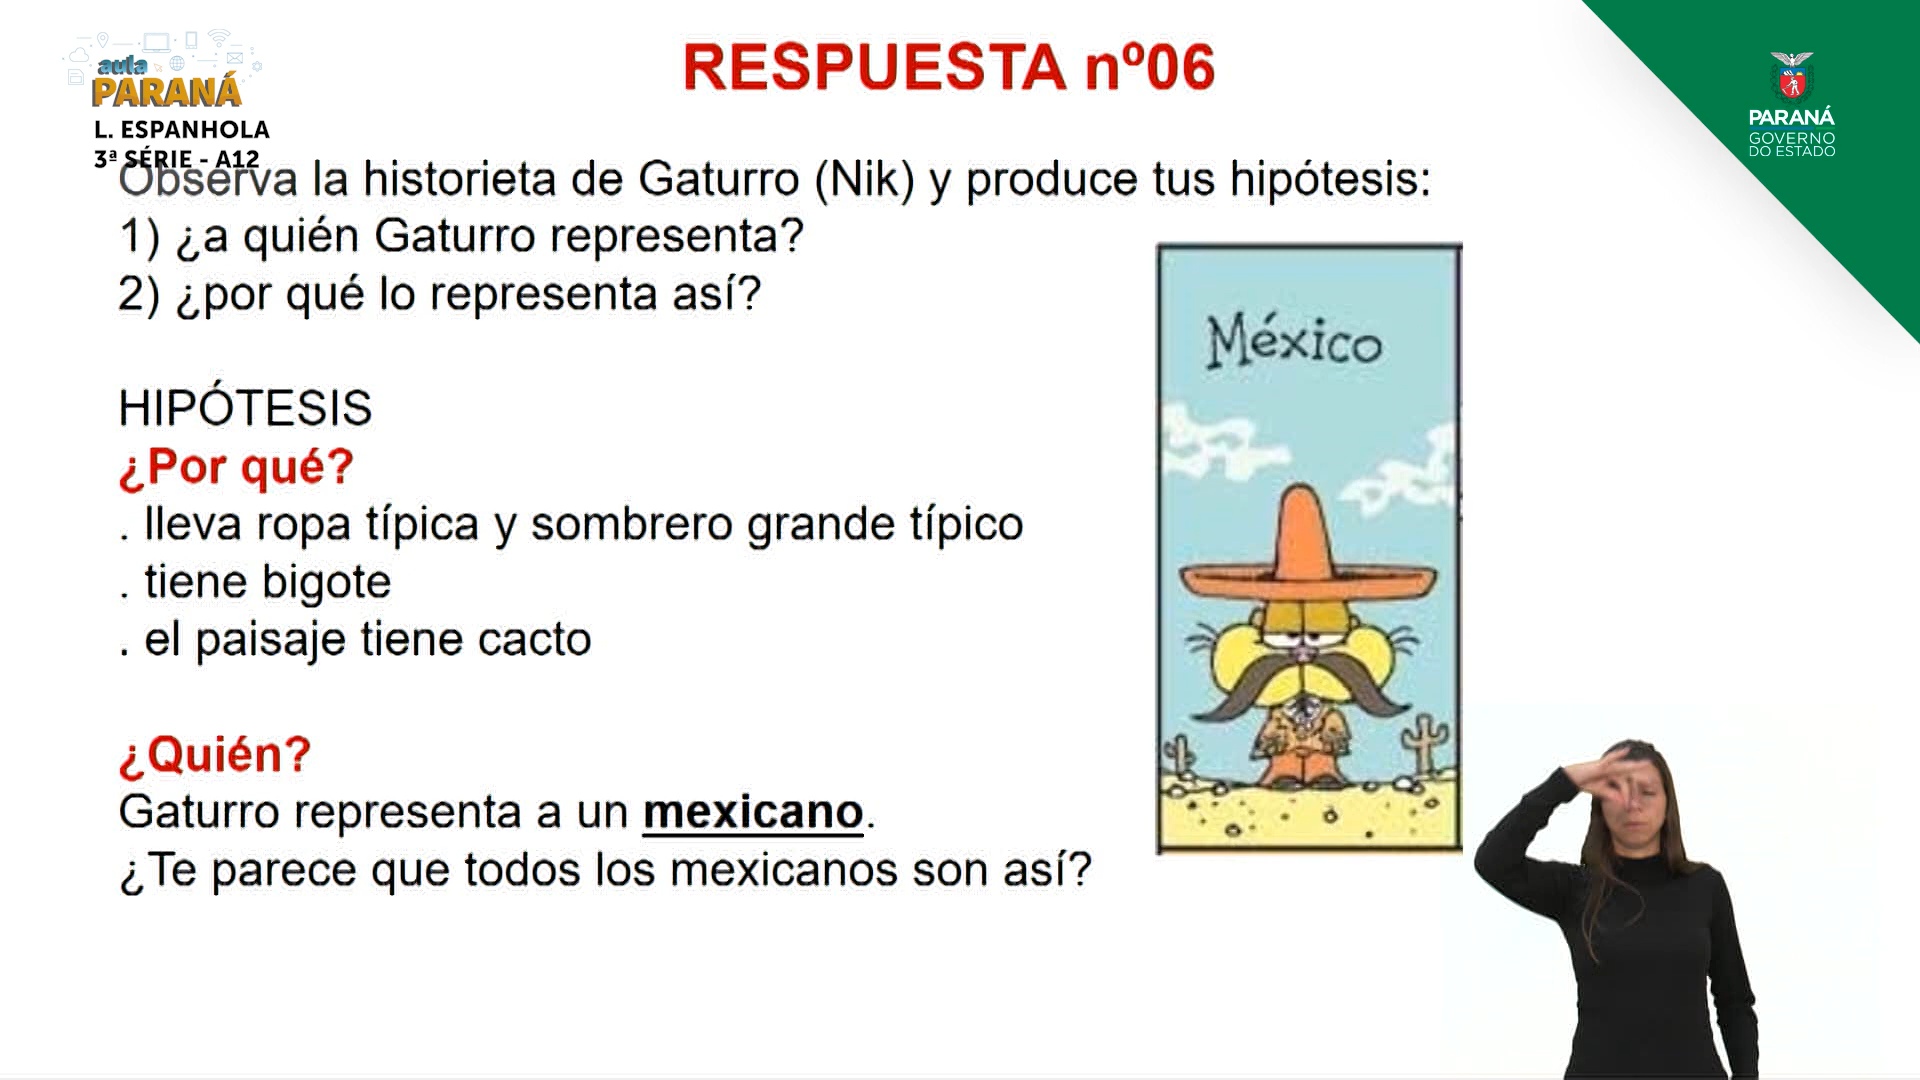 RESPUESTA nº06
aula
PARANÁ
L. ESPANHOLA
3ª SÉRIE - A12
PARANÁ
GOVERNO
DO ESTADO
Observa la historieta de Gaturro (Nik) y produce tus hipótesis:
1) ¿a quién Gaturro representa?
2) ¿por qué lo representa así?
México
HIPÓTESIS
¿Por qué?
. lleva ropa típica y sombrero grande típico
. tiene bigote
. el paisaje tiene cacto
¿Quién?
Gaturro representa a un mexicano.
¿Te parece que todos los mexicanos son así?